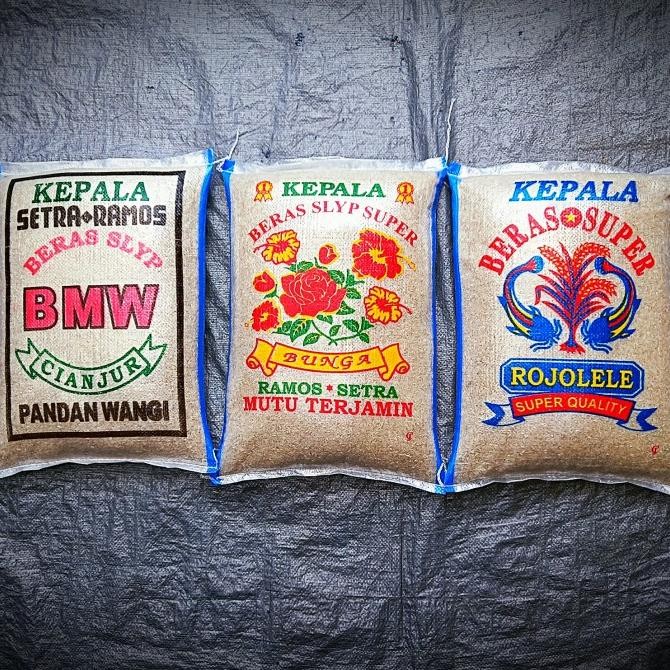 KEPALA
SETRA RAMOS
BERAS SLYP
BMW
CIANJUR
PANDAN WANGI
KEPALA
BERAS SLYP SUPER
BUNGA
RAMOS * SETRA
MUTU TERJAMIN
KEPALA
BERAS SUPER
ROJOLELE
SUPER QUALITY